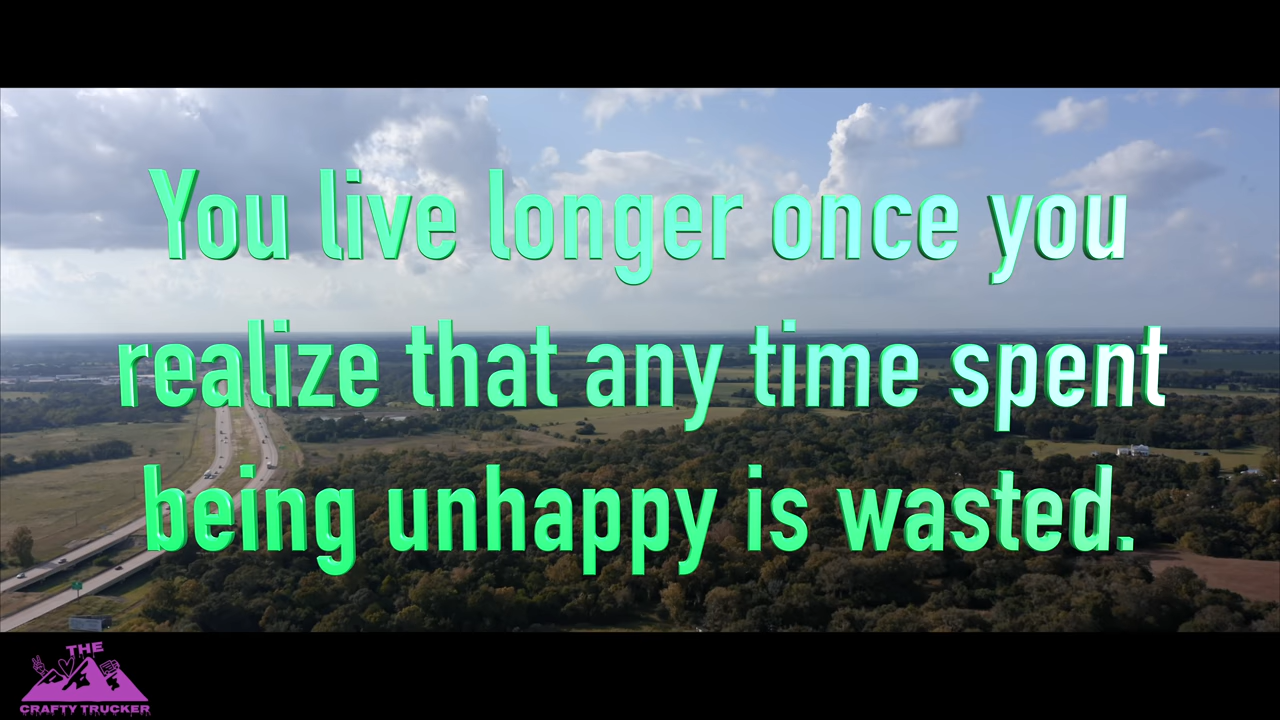 You live longer once you
realize that any time spent
being unhappy is wasted.
THE
CRAFTY TRUCKER